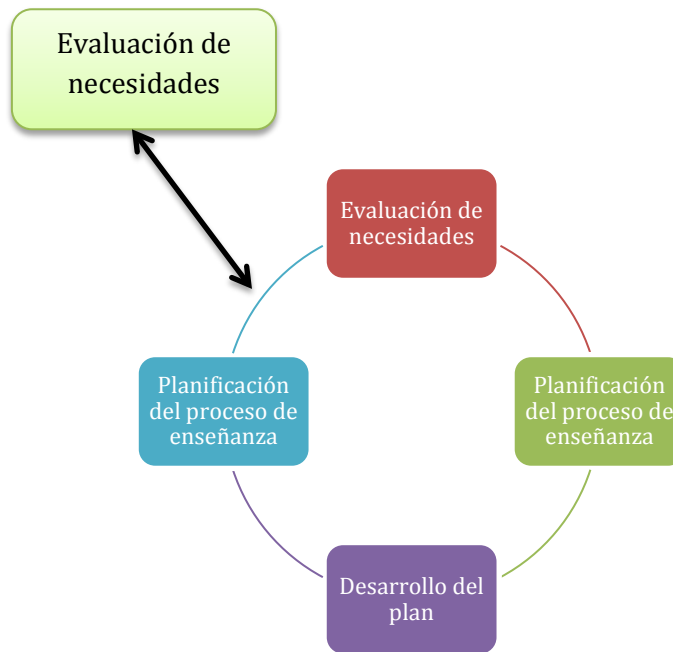 Evaluación de
necesidades
Evaluación de
necesidades
Planificación
del proceso de
enseñanza
Planificación
del proceso de
enseñanza
Desarrollo del
plan